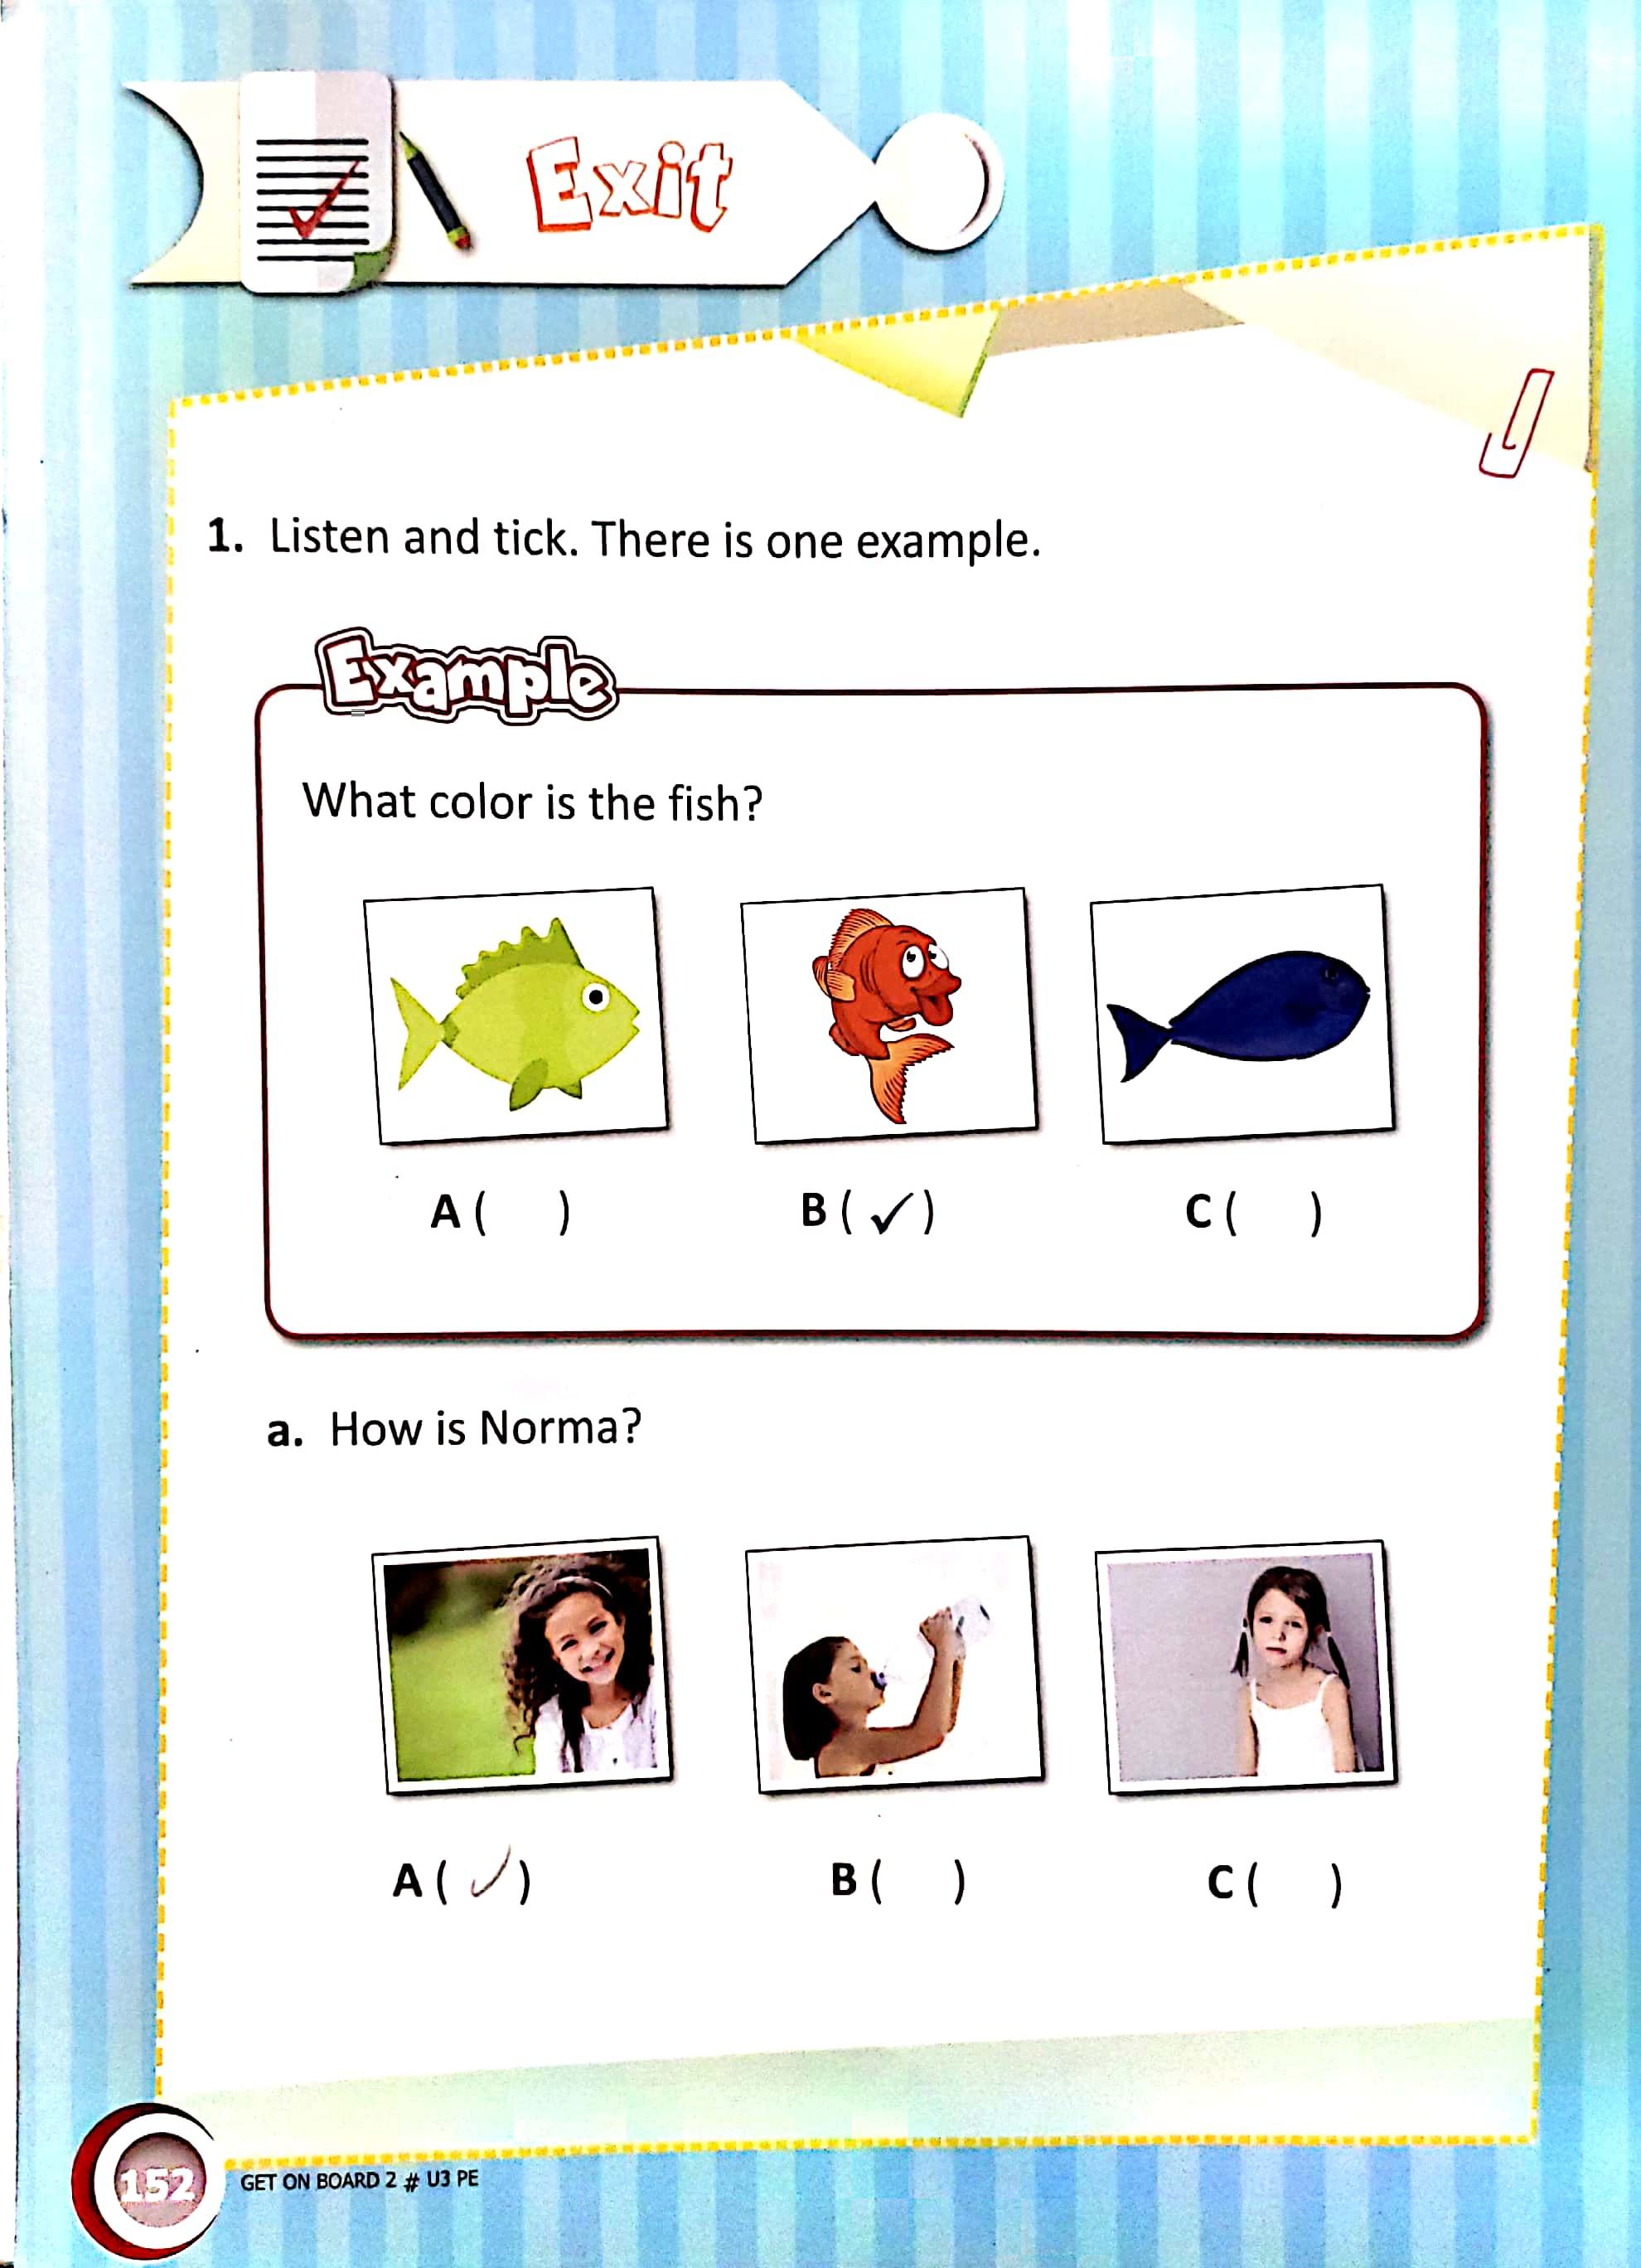 Exit
1. Listen and tick. There is one example.
Example
What color is the fish?
A ( ) B ( ✓ ) C ( )
a. How is Norma?
A ( ✓ ) B ( ) C ( )
152 GET ON BOARD 2 # U3 PE